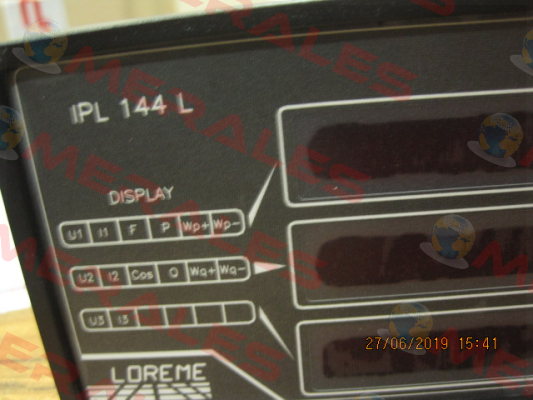 IPL 144 L
DISPLAY
U1 I1 F P Wp+ Wp-
U2 I2 Cos Q Wq+ Wq-
U3 I3
LOREME
27/06/2019 15:41
MERALES